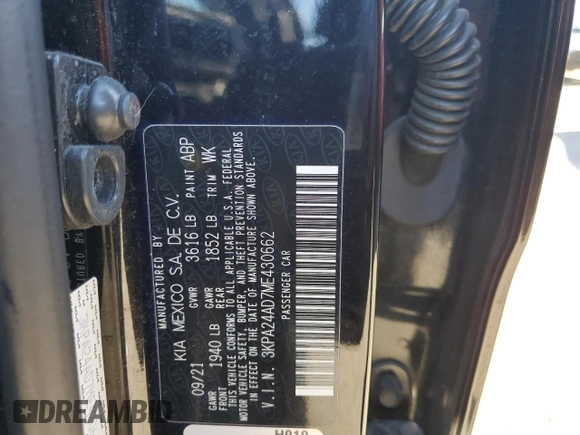 MANUFACTURED BY
KIA MEXICO S.A. DE C.V.
09/21 GVWR 3616 LB PAINT ABP
GAWR FRONT 1940 LB GAWR REAR 1852 LB TRIM WK
THIS VEHICLE CONFORMS TO ALL APPLICABLE U.S.A. FEDERAL
MOTOR VEHICLE SAFETY, BUMPER, AND THEFT PREVENTION STANDARDS
IN EFFECT ON THE DATE OF MANUFACTURE SHOWN ABOVE.
V.I.N. 3KPA24AD7ME430662
PASSENGER CAR
H010
DREAMBID